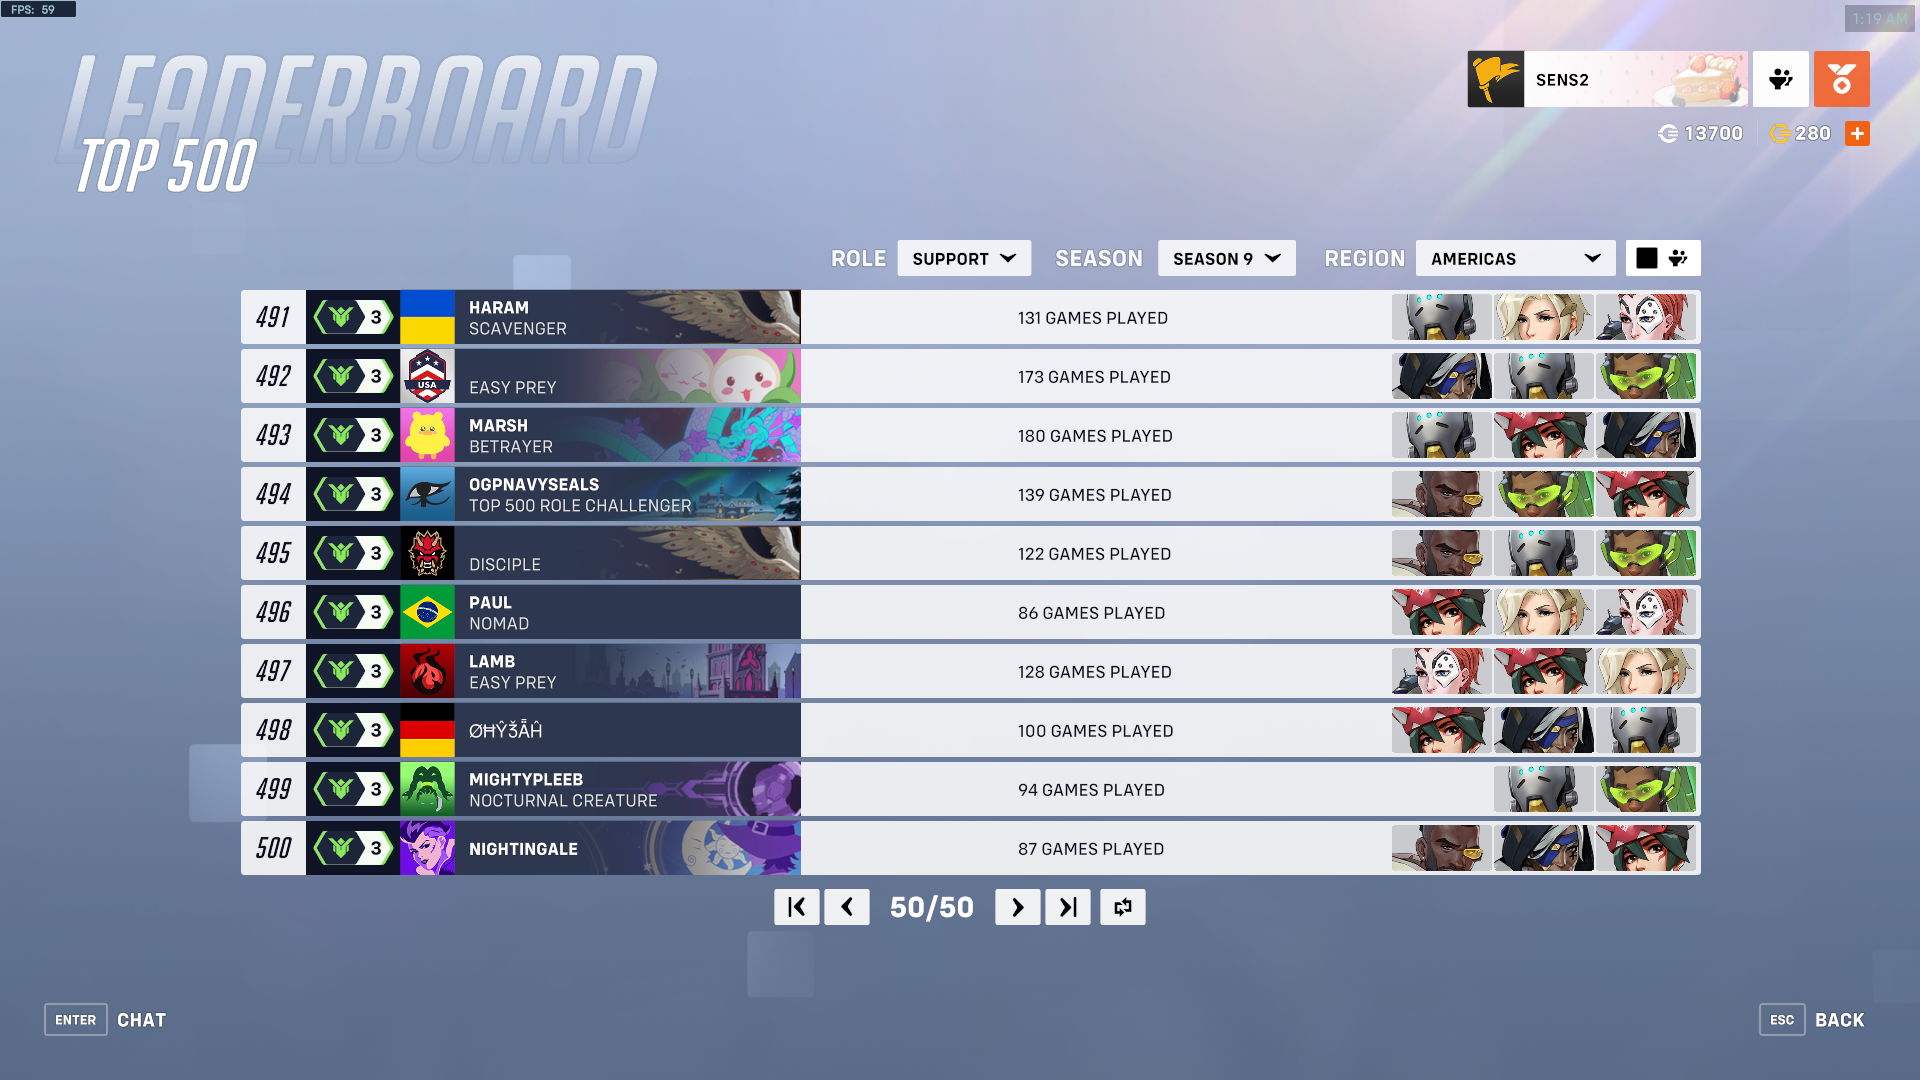 FPS: 59
1:19 AM
LEADERBOARD
TOP 500
SENS2
13700
280
ROLE SUPPORT SEASON SEASON 9 REGION AMERICAS
491 3 HARAM SCAVENGER 131 GAMES PLAYED
492 3 USA EASY PREY 173 GAMES PLAYED
493 3 MARSH BETRAYER 180 GAMES PLAYED
494 3 OGPNAVYSEALS TOP 500 ROLE CHALLENGER 139 GAMES PLAYED
495 3 DISCIPLE 122 GAMES PLAYED
496 3 PAUL NOMAD 86 GAMES PLAYED
497 3 LAMB EASY PREY 128 GAMES PLAYED
498 3 100 GAMES PLAYED
499 3 MIGHTYPLEEB NOCTURNAL CREATURE 94 GAMES PLAYED
500 3 NIGHTINGALE 87 GAMES PLAYED
50/50
ENTER CHAT
ESC BACK